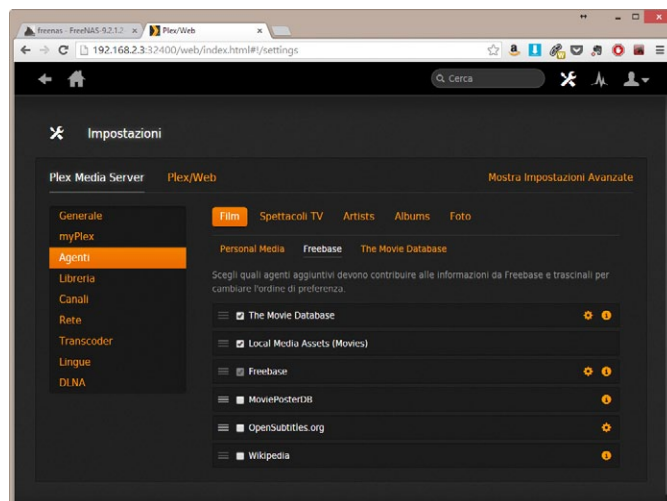 freenas - FreeNAS-9.2.1.2
Plex/Web
192.168.2.3:32400/web/index.html#!/settings
Cerca
Impostazioni
Plex Media Server
Plex/Web
Mostra Impostazioni Avanzate
Generale
myPlex
Agenti
Libreria
Canali
Rete
Transcoder
Lingue
DLNA
Film
Spettacoli TV
Artists
Albums
Foto
Personal Media
Freebase
The Movie Database
Scegli quali agenti aggiuntivi devono contribuire alle informazioni da Freebase e trascinali per
cambiare l'ordine di preferenza.
The Movie Database
Local Media Assets (Movies)
Freebase
MoviePosterDB
OpenSubtitles.org
Wikipedia